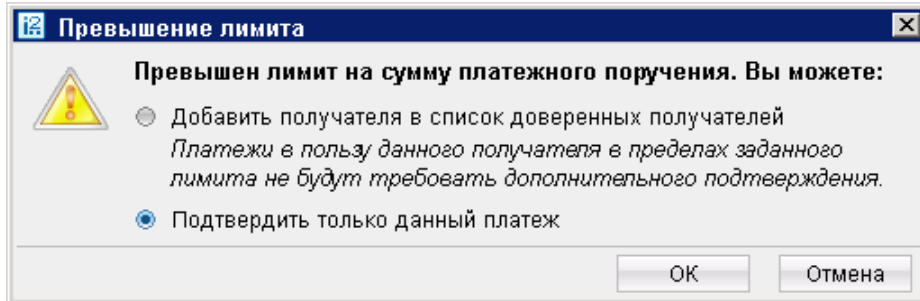 i2 Превышение лимита
Превышен лимит на сумму платежного поручения. Вы можете:
Добавить получателя в список доверенных получателей
Платежи в пользу данного получателя в пределах заданного
лимита не будут требовать дополнительного подтверждения.
Подтвердить только данный платеж
ОК Отмена